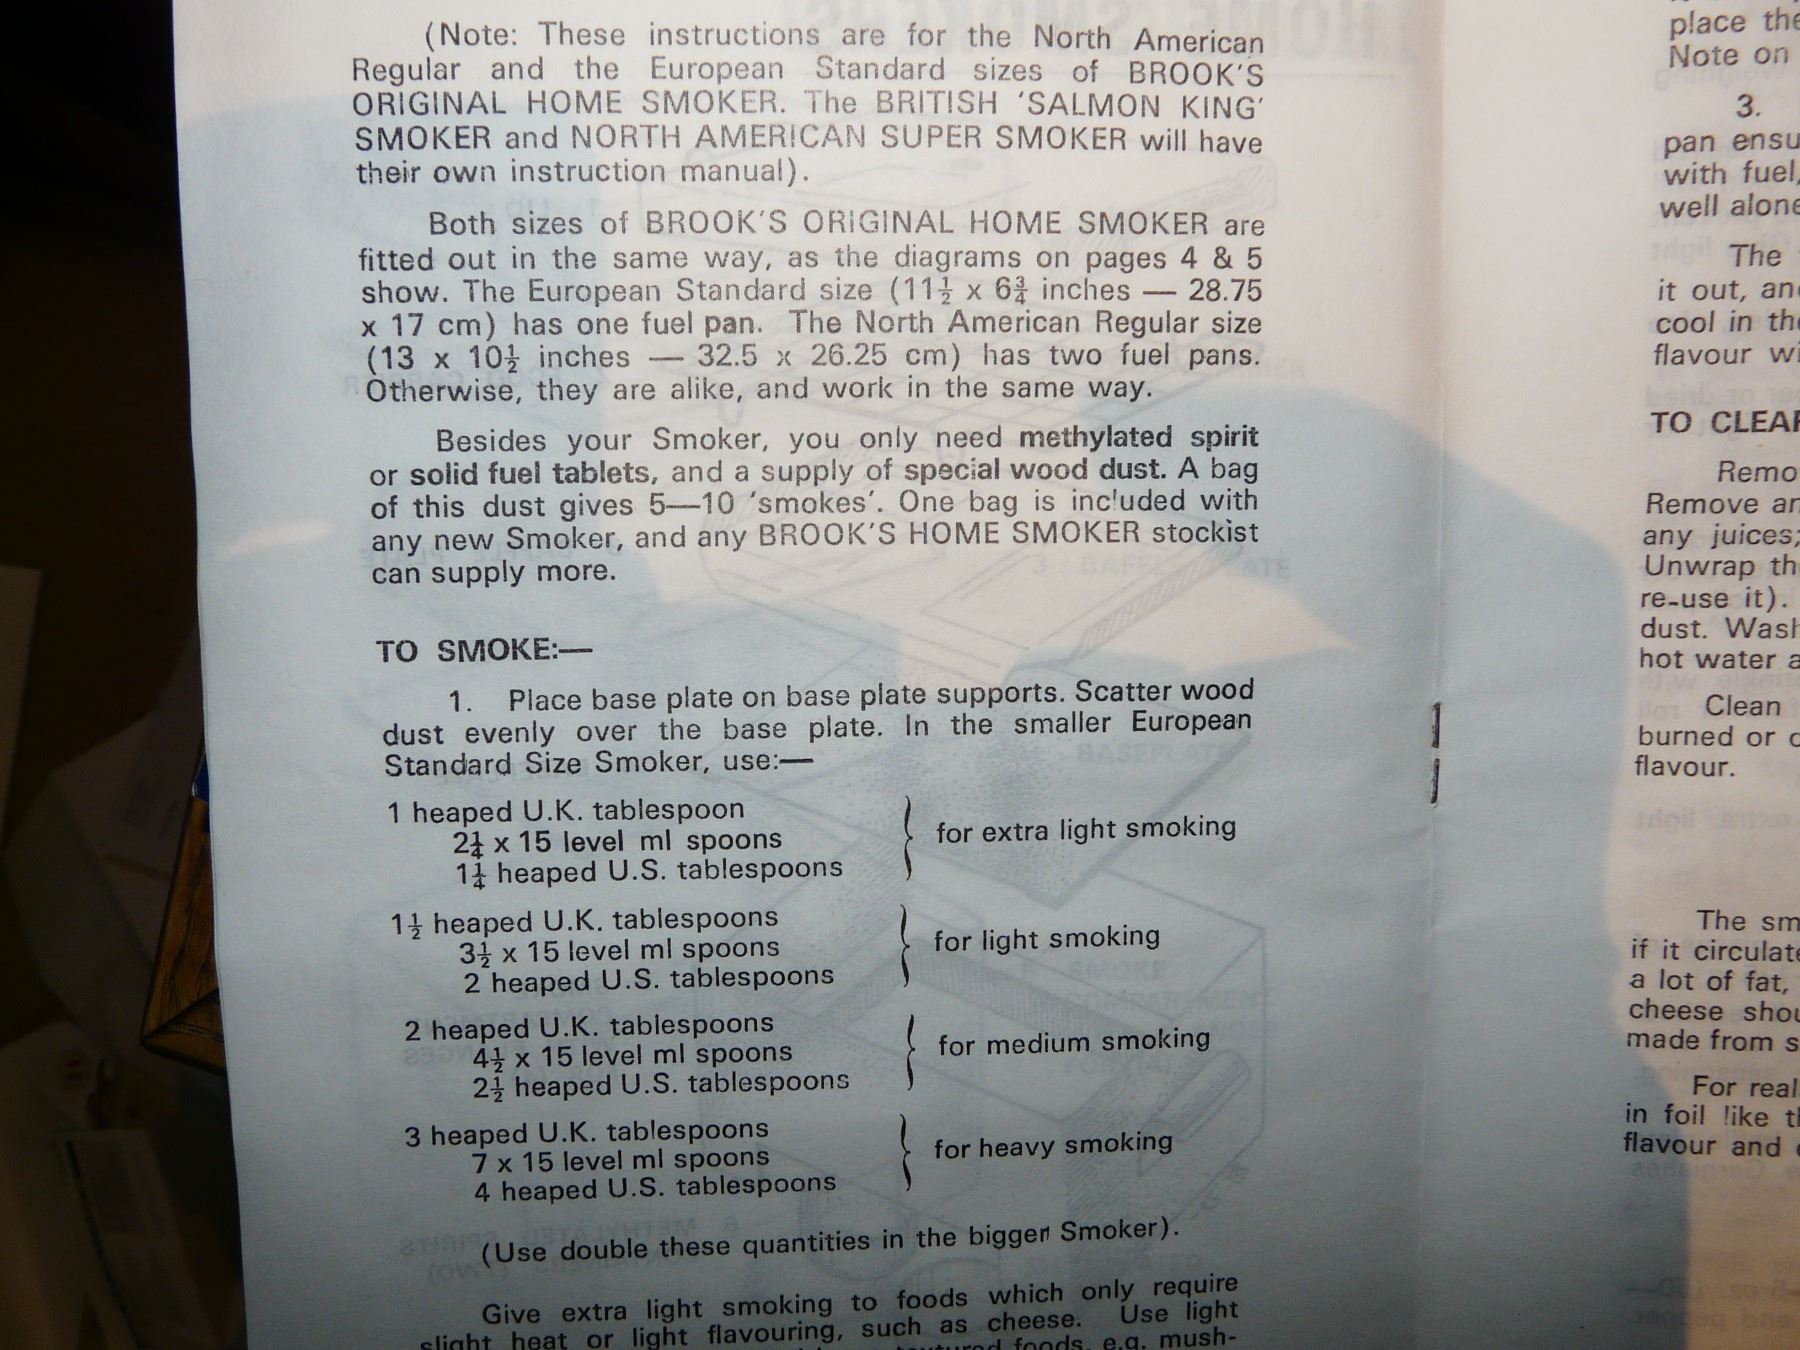 (Note: These instructions are for the North American
Regular and the European Standard sizes of BROOK'S
ORIGINAL HOME SMOKER. The BRITISH 'SALMON KING'
SMOKER and NORTH AMERICAN SUPER SMOKER will have
their own instruction manual).
Both sizes of BROOK'S ORIGINAL HOME SMOKER are
fitted out in the same way, as the diagrams on pages 4 & 5
show. The European Standard size (11½ x 6¾ inches — 28.75
x 17 cm) has one fuel pan. The North American Regular size
(13 x 10½ inches — 32.5 x 26.25 cm) has two fuel pans.
Otherwise, they are alike, and work in the same way.
Besides your Smoker, you only need methylated spirit
or solid fuel tablets, and a supply of special wood dust. A bag
of this dust gives 5—10 'smokes'. One bag is included with
any new Smoker, and any BROOK'S HOME SMOKER stockist
can supply more.
TO SMOKE:—
1. Place base plate on base plate supports. Scatter wood
dust evenly over the base plate. In the smaller European
Standard Size Smoker, use:—
1 heaped U.K. tablespoon
2¼ x 15 level ml spoons
1¼ heaped U.S. tablespoons
for extra light smoking
1½ heaped U.K. tablespoons
3½ x 15 level ml spoons
2 heaped U.S. tablespoons
for light smoking
2 heaped U.K. tablespoons
4½ x 15 level ml spoons
2½ heaped U.S. tablespoons
for medium smoking
3 heaped U.K. tablespoons
7 x 15 level ml spoons
4 heaped U.S. tablespoons
for heavy smoking
(Use double these quantities in the bigger Smoker).
Give extra light smoking to foods which only require
slight heat or light flavouring, such as cheese. Use light
foods, e.g. mush-
place the
Note on
3.
pan ensu
with fuel,
well alone
The
it out, an
cool in the
flavour wi
TO CLEAR
Remo
Remove an
any juices;
Unwrap th
re-use it).
dust. Wash
hot water a
Clean
burned or
flavour.
The sm
if it circulate
a lot of fat,
cheese shou
made from s
For real
in foil like th
flavour and